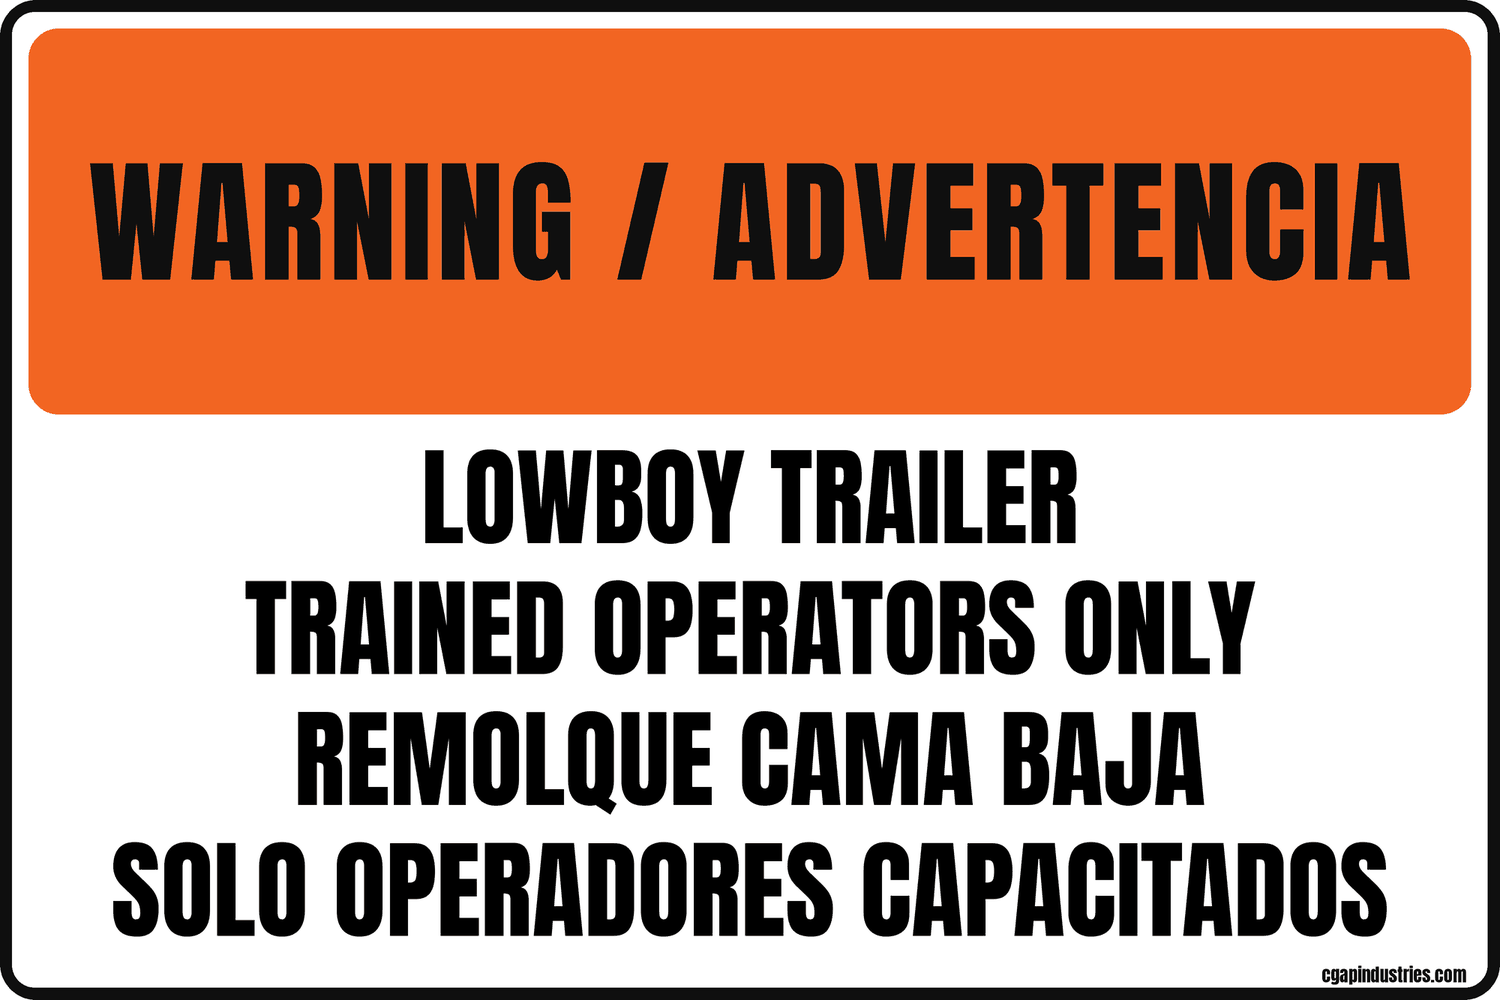 WARNING / ADVERTENCIA
LOWBOY TRAILER
TRAINED OPERATORS ONLY
REMOLQUE CAMA BAJA
SOLO OPERADORES CAPACITADOS
cgapindustries.com